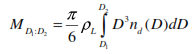 M_{D_1:D_2} = \frac{\pi}{6} \rho_L \int_{D_1}^{D_2} D^3 n_d(D) dD